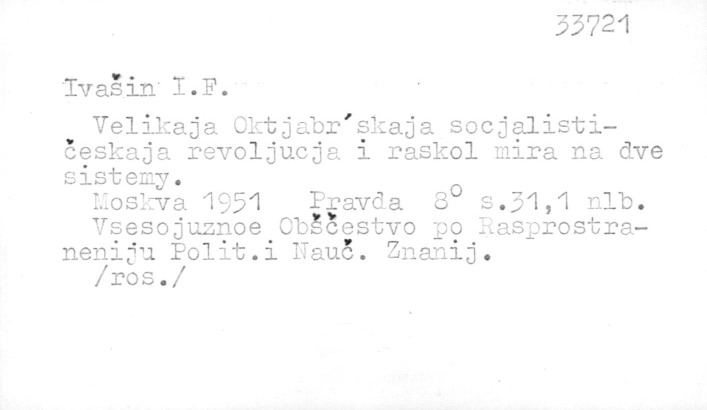 33721
Ivašin I.F.
Velikaja Oktjabr'skaja socjalisti-
českaja revoljucja i raskol mira na dve
sistemy.
Moskva 1951 Pravda 8° s.31,1 nlb.
Vsesojuznoe Obščestvo po Rasprostra-
neniju Polit.i Nauč. Znanij.
/ros./